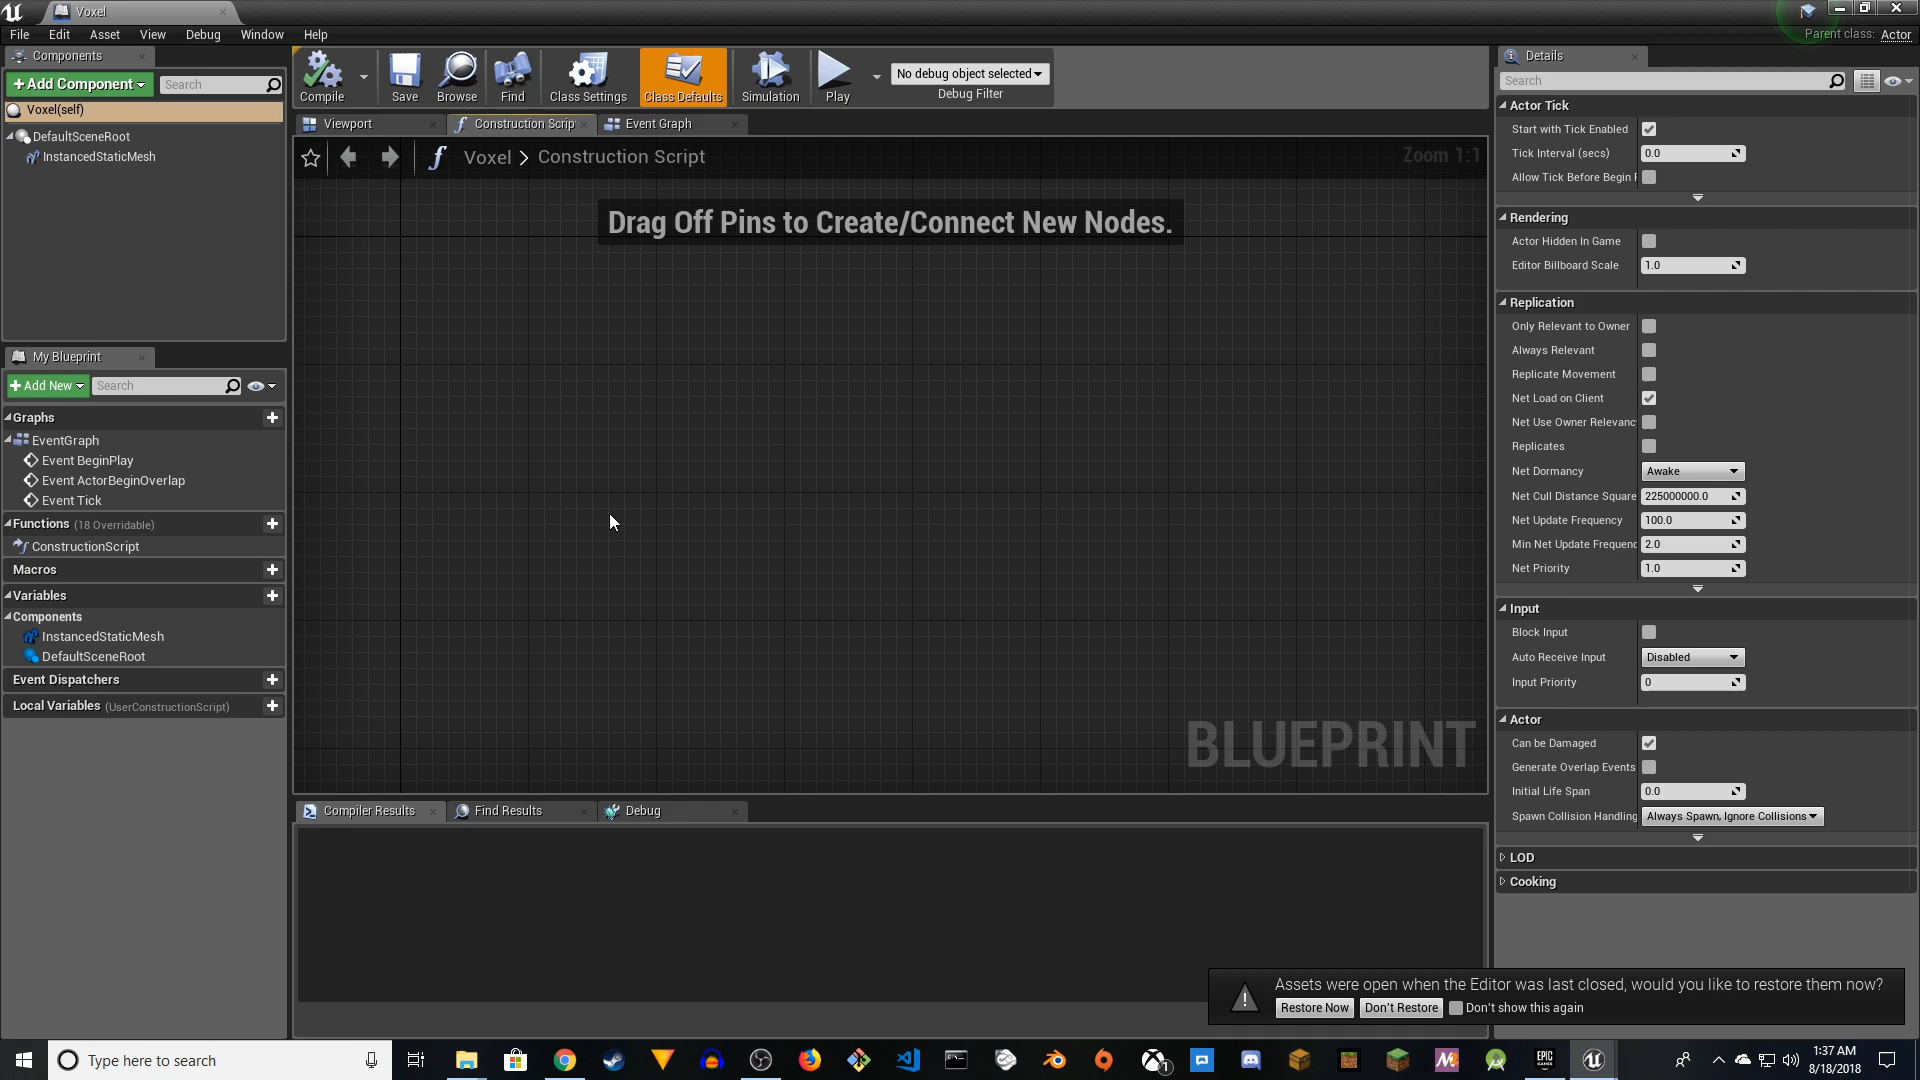 Voxel
File Edit Asset View Debug Window Help
Parent class: Actor
Components
Add Component
Search
Voxel(self)
DefaultSceneRoot
InstancedStaticMesh
My Blueprint
Add New
Search
Graphs
EventGraph
Event BeginPlay
Event ActorBeginOverlap
Event Tick
Functions (18 Overridable)
ConstructionScript
Macros
Variables
Components
InstancedStaticMesh
DefaultSceneRoot
Event Dispatchers
Local Variables (UserConstructionScript)
Compile Save Browse Find Class Settings Class Defaults Simulation Play
No debug object selected
Debug Filter
Viewport Construction Scrip Event Graph
Voxel > Construction Script
Zoom 1:1
Drag Off Pins to Create/Connect New Nodes.
BLUEPRINT
Compiler Results Find Results Debug
Details
Search
Actor Tick
Start with Tick Enabled
Tick Interval (secs) 0.0
Allow Tick Before Begin
Rendering
Actor Hidden In Game
Editor Billboard Scale 1.0
Replication
Only Relevant to Owner
Always Relevant
Replicate Movement
Net Load on Client
Net Use Owner Relevanc
Replicates
Net Dormancy Awake
Net Cull Distance Square 225000000.0
Net Update Frequency 100.0
Min Net Update Frequenc 2.0
Net Priority 1.0
Input
Block Input
Auto Receive Input Disabled
Input Priority 0
Actor
Can be Damaged
Generate Overlap Events
Initial Life Span 0.0
Spawn Collision Handling Always Spawn, Ignore Collisions
LOD
Cooking
Assets were open when the Editor was last closed, would you like to restore them now?
Restore Now Don't Restore Don't show this again
Type here to search
EPIC GAMES
1:37 AM
8/18/2018